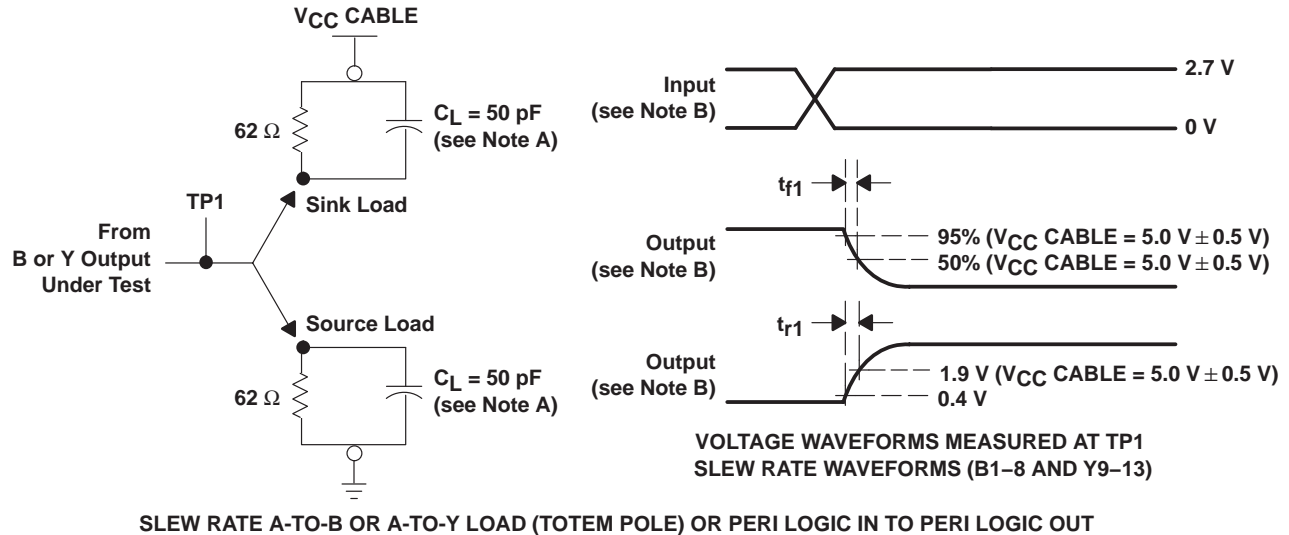 VCC CABLE
62 Ω
CL = 50 pF
(see Note A)
Sink Load
TP1
From
B or Y Output
Under Test
Source Load
62 Ω
CL = 50 pF
(see Note A)
Input
(see Note B)
2.7 V
0 V
tf1
Output
(see Note B)
95% (VCC CABLE = 5.0 V ± 0.5 V)
50% (VCC CABLE = 5.0 V ± 0.5 V)
tr1
Output
(see Note B)
1.9 V (VCC CABLE = 5.0 V ± 0.5 V)
0.4 V
VOLTAGE WAVEFORMS MEASURED AT TP1
SLEW RATE WAVEFORMS (B1–8 AND Y9–13)
SLEW RATE A-TO-B OR A-TO-Y LOAD (TOTEM POLE) OR PERI LOGIC IN TO PERI LOGIC OUT